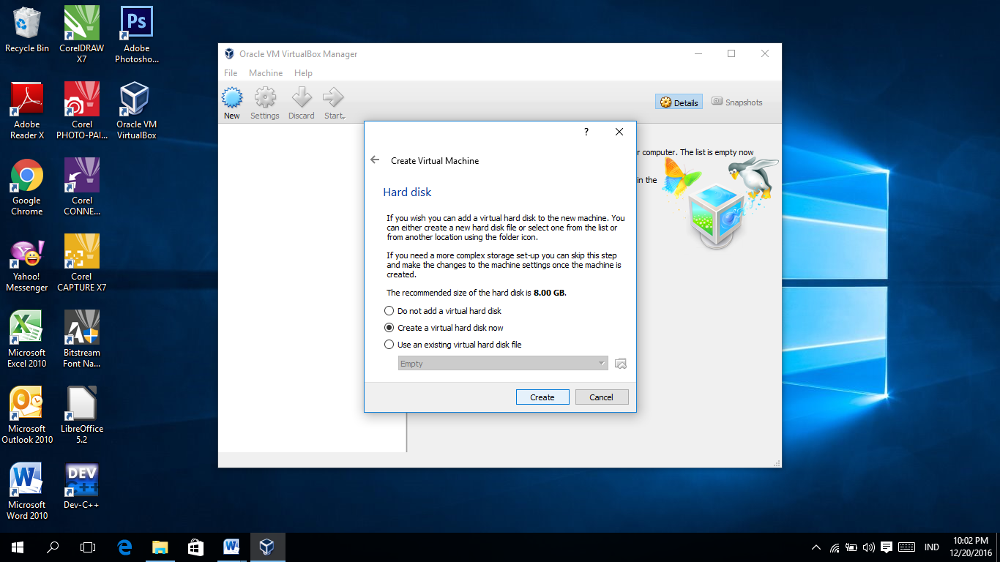 Recycle Bin
CorelDRAW
X7
Adobe
Photosho...
Ps
Adobe
Reader X
Corel
PHOTO-PAI...
Oracle VM
VirtualBox
Google
Chrome
Corel
CONNE...
Yahoo!
Messenger
Corel
CAPTURE X7
Microsoft
Excel 2010
Bitstream
Font Na...
Microsoft
Outlook 2010
LibreOffice
5.2
DEV
C++
Microsoft
Word 2010
Dev-C++
Oracle VM VirtualBox Manager
File Machine Help
New Settings Discard Start
Details Snapshots
r computer. The list is empty now
in the
?
Create Virtual Machine
Hard disk
If you wish you can add a virtual hard disk to the new machine. You
can either create a new hard disk file or select one from the list or
from another location using the folder icon.
If you need a more complex storage set-up you can skip this step
and make the changes to the machine settings once the machine is
created.
The recommended size of the hard disk is 8.00 GB.
Do not add a virtual hard disk
Create a virtual hard disk now
Use an existing virtual hard disk file
Empty
Create Cancel
IND
10:02 PM
12/20/2016